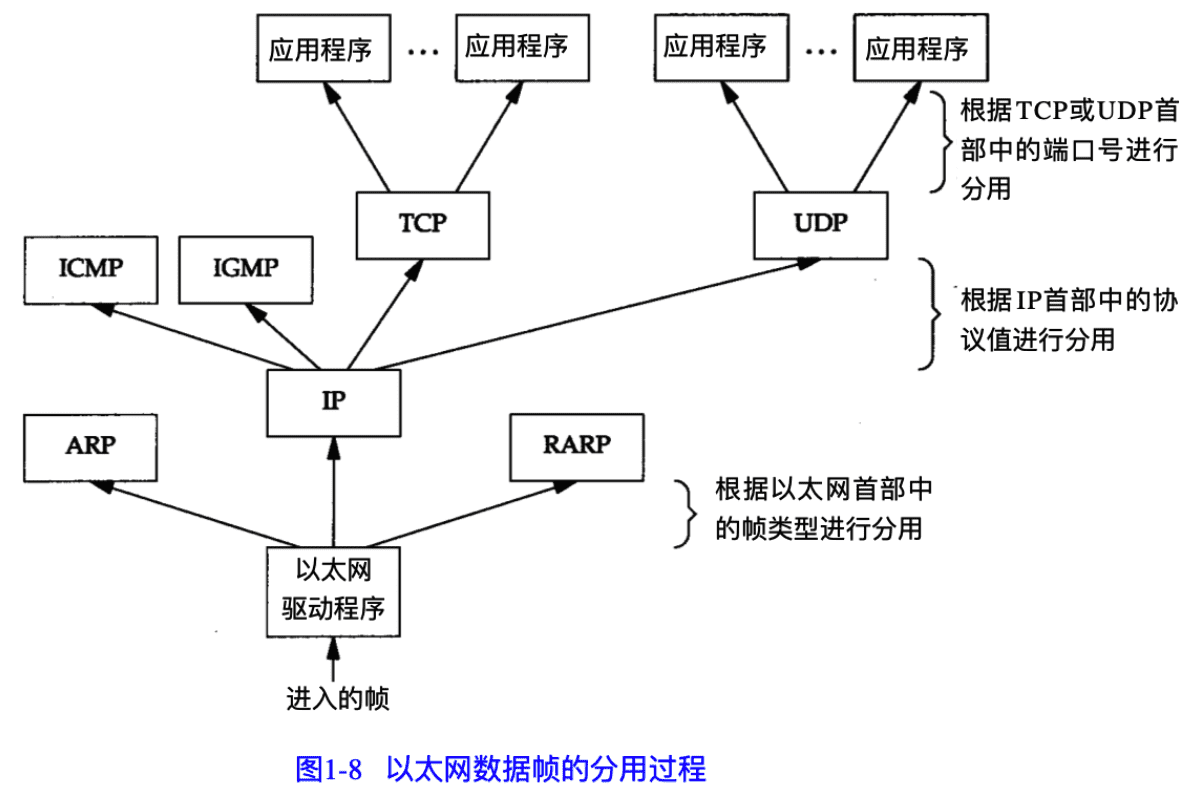 应用程序 ... 应用程序 应用程序 ... 应用程序
根据TCP或UDP首
部中的端口号进行
分用
TCP
UDP
ICMP
IGMP
根据IP首部中的协
议值进行分用
IP
ARP
RARP
根据以太网首部中
的帧类型进行分用
以太网
驱动程序
进入的帧
图1-8 以太网数据帧的分用过程